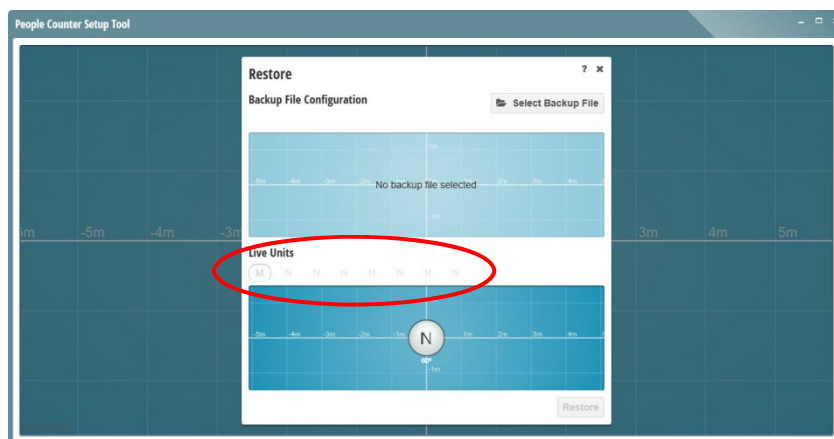 People Counter Setup Tool
Restore ? ×
Backup File Configuration Select Backup File
1m
-5m -4m -3m -2m No backup file selected 2m 3m 4m
-1m
-5m -4m -3m 3m 4m 5m
Live Units
M N N N N N N N
-5m -4m -3m -2m -1m N 1m 2m 3m 4m
60°
-1m
Restore